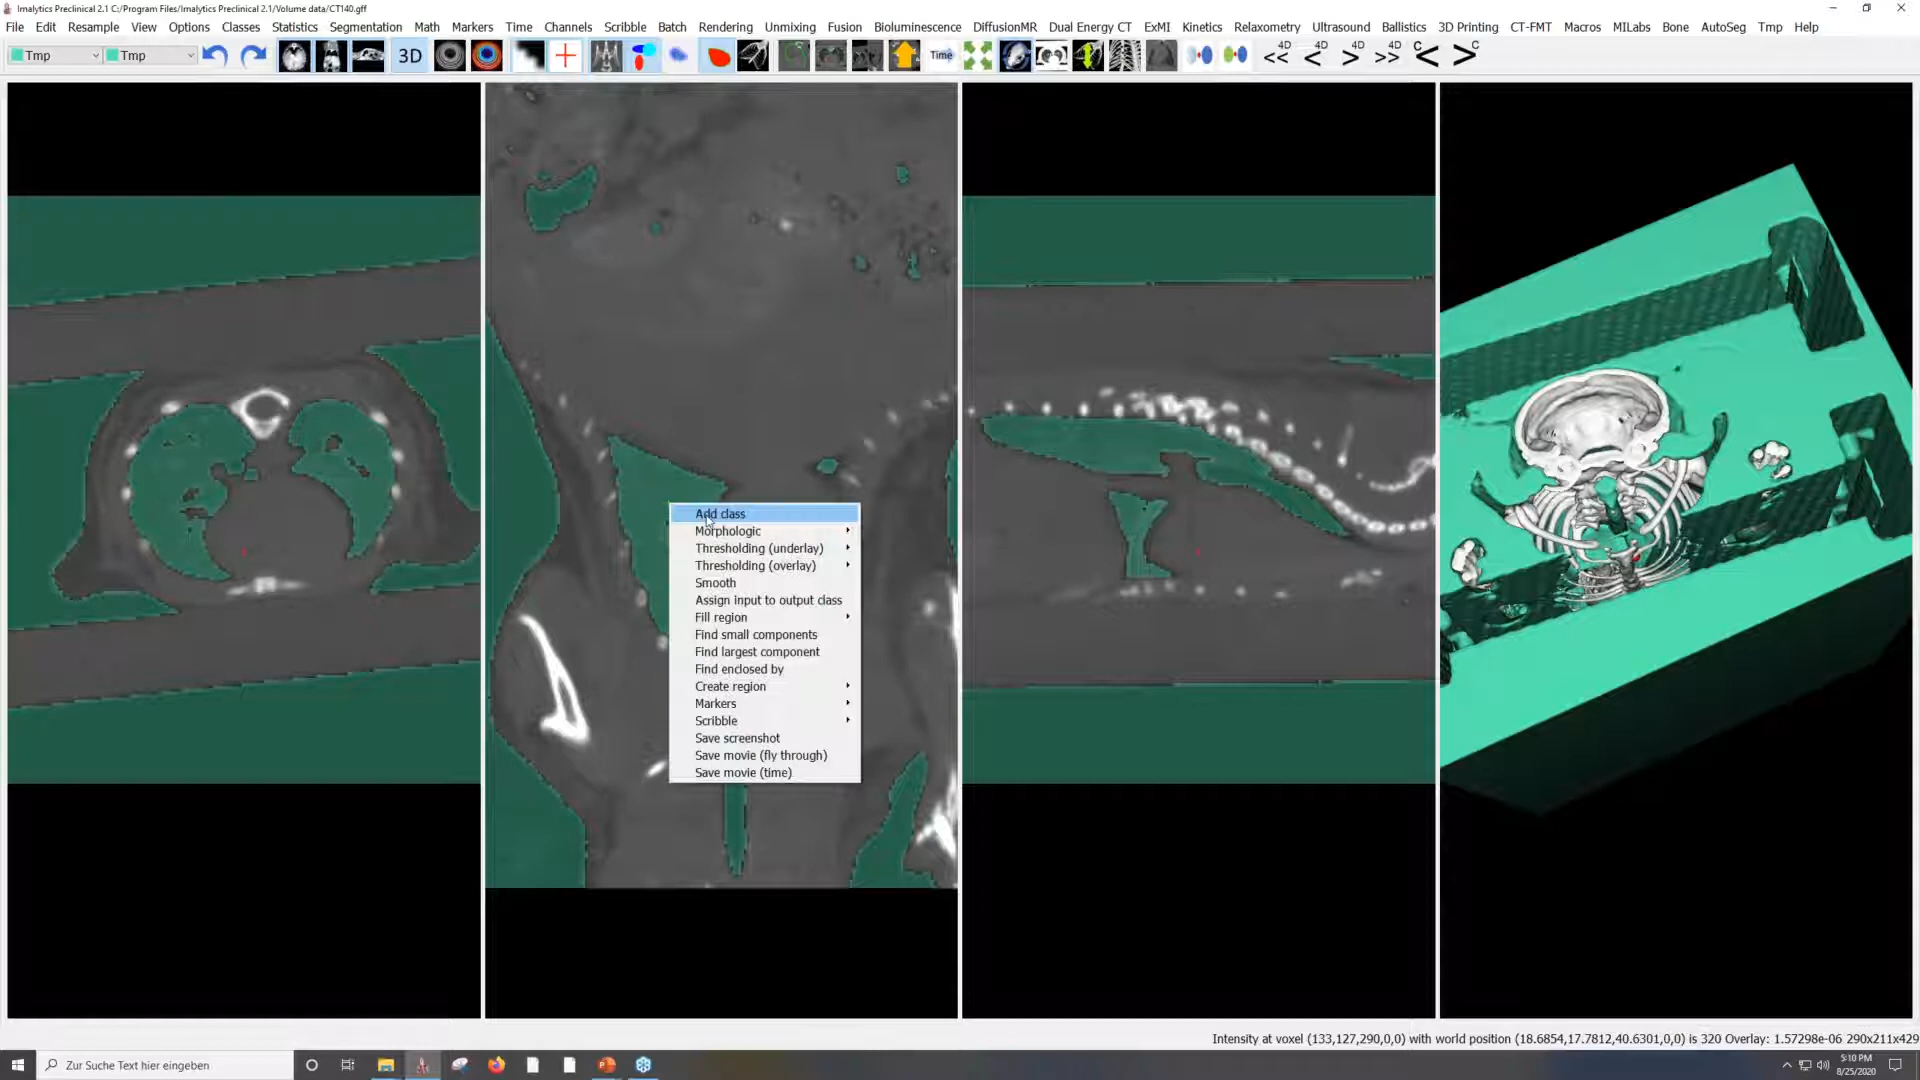 Imalytics Preclinical 2.1 C:/Program Files/Imalytics Preclinical 2.1/Volume data/CT140.gff
File Edit Resample View Options Classes Statistics Segmentation Math Markers Time Channels Scribble Batch Rendering Unmixing Fusion Bioluminescence DiffusionMR Dual Energy CT ExMI Kinetics Relaxometry Ultrasound Ballistics 3D Printing CT-FMT Macros MILabs Bone AutoSeg Tmp Help
Tmp Tmp 3D Time 4D << 4D < 4D > 4D >> C < > C
Add class
Morphologic
Thresholding (underlay)
Thresholding (overlay)
Smooth
Assign input to output class
Fill region
Find small components
Find largest component
Find enclosed by
Create region
Markers
Scribble
Save screenshot
Save movie (fly through)
Save movie (time)
Intensity at voxel (133,127,290,0,0) with world position (18.6854,17.7812,40.6301,0,0) is 320 Overlay: 1.57298e-06 290x211x429
Zur Suche Text hier eingeben
5:10 PM
8/25/2020